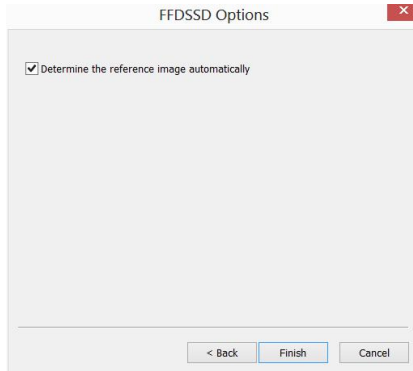 FFDSSD Options
Determine the reference image automatically
< Back
Finish
Cancel